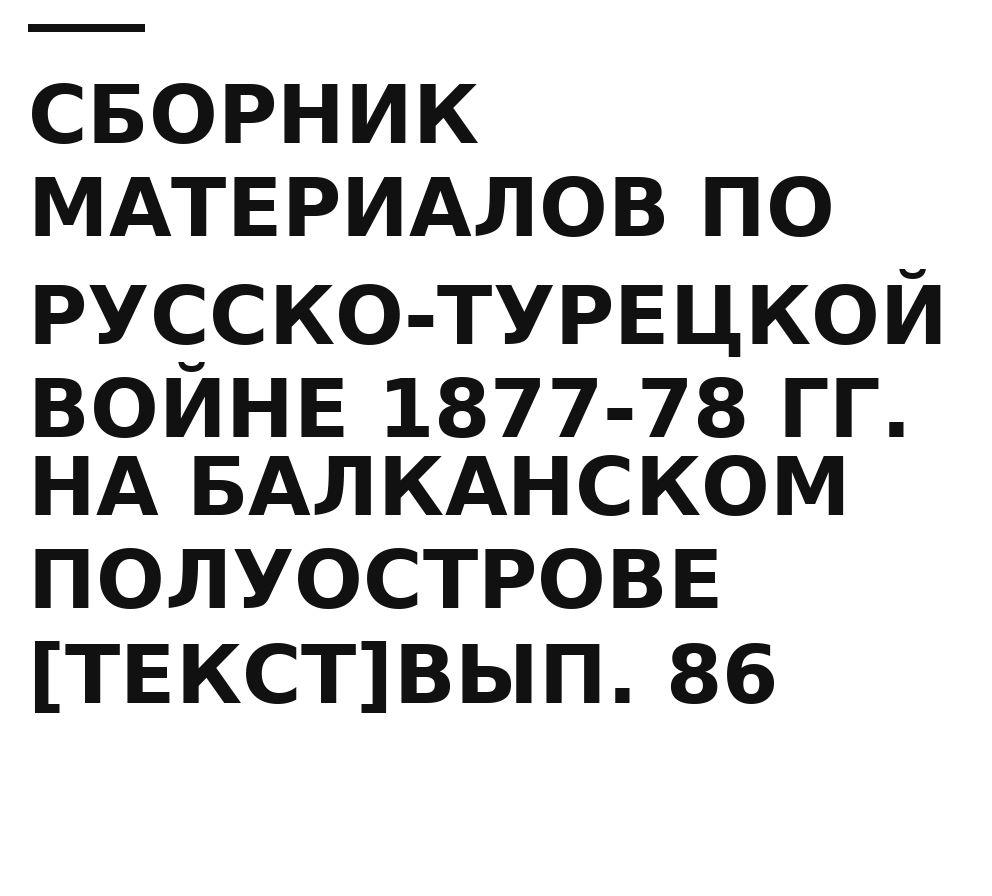 СБОРНИК
МАТЕРИАЛОВ ПО
РУССКО-ТУРЕЦКОЙ
ВОЙНЕ 1877-78 ГГ.
НА БАЛКАНСКОМ
ПОЛУОСТРОВЕ
[ТЕКСТ]ВЫП. 86